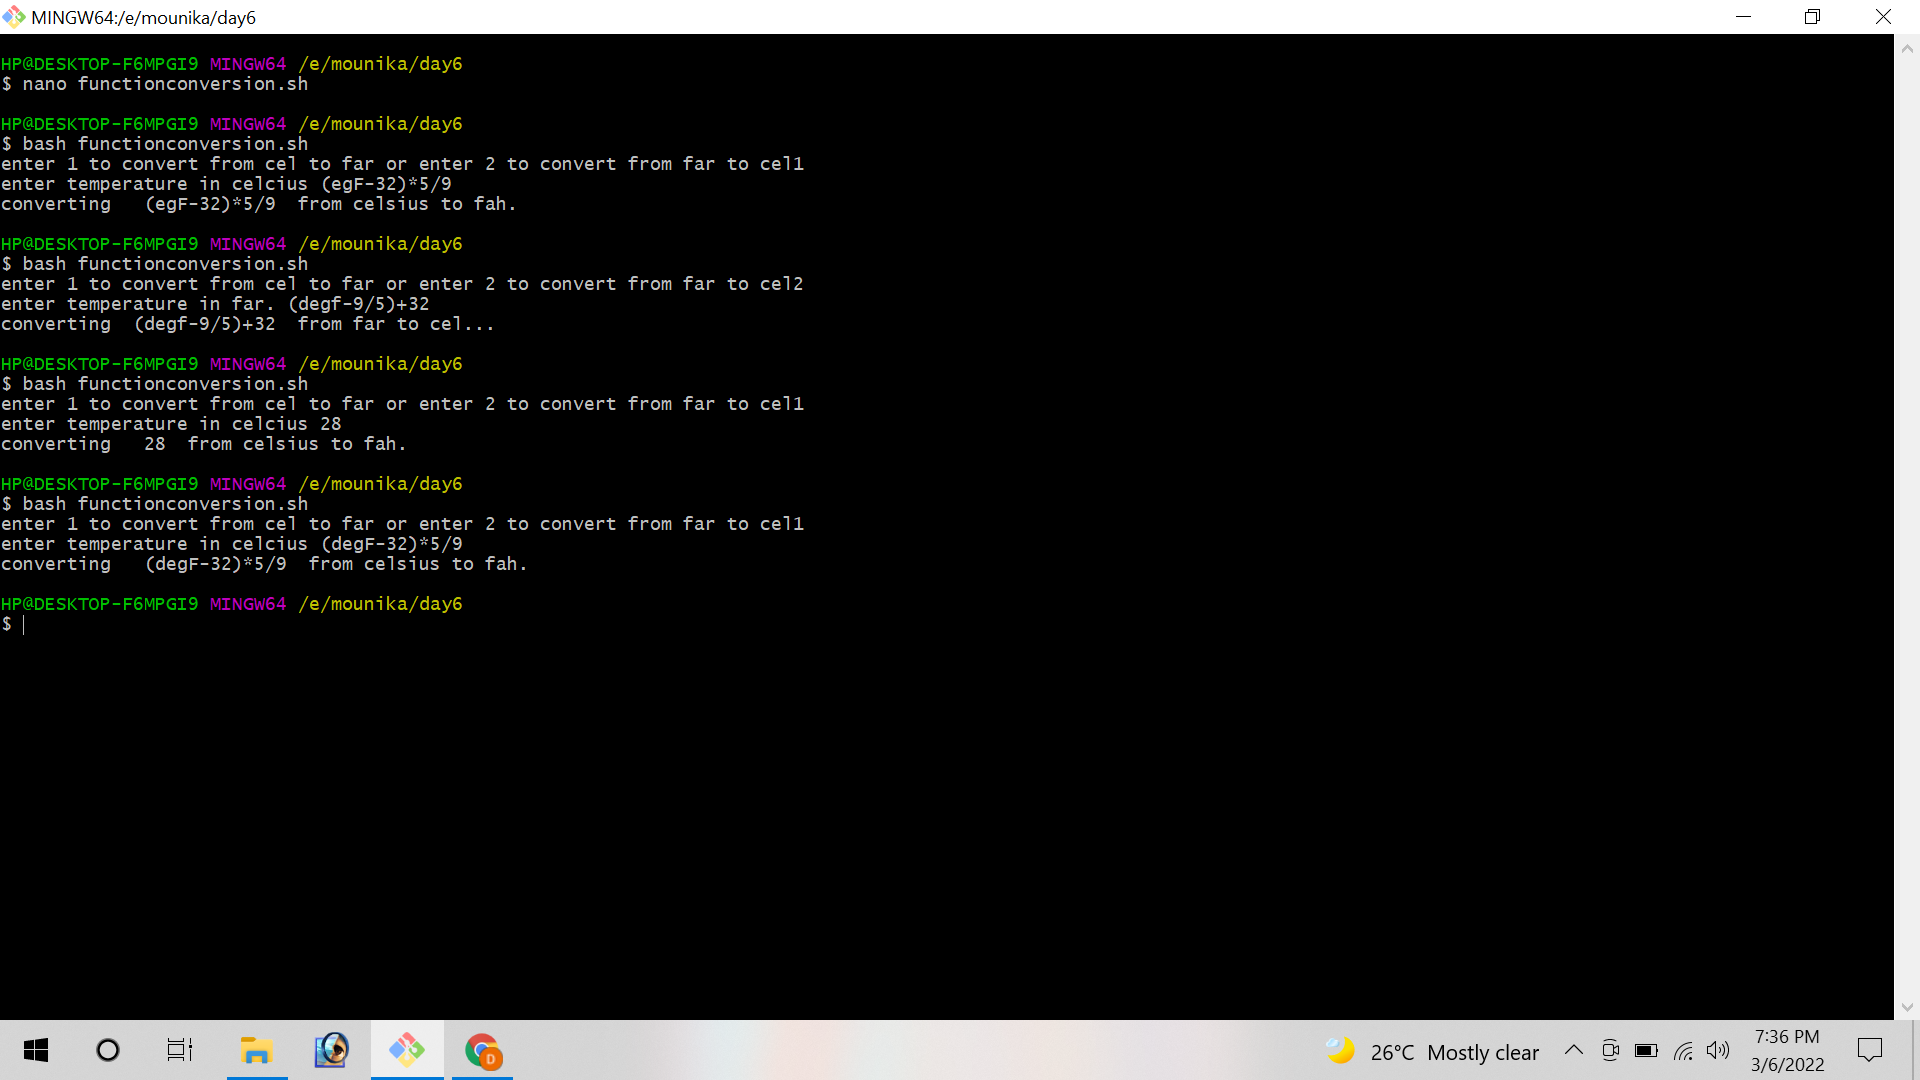 MINGW64:/e/mounika/day6
HP@DESKTOP-F6MPGI9 MINGW64 /e/mounika/day6
$ nano functionconversion.sh
HP@DESKTOP-F6MPGI9 MINGW64 /e/mounika/day6
$ bash functionconversion.sh
enter 1 to convert from cel to far or enter 2 to convert from far to cel1
enter temperature in celcius (egF-32)*5/9
converting   (egF-32)*5/9  from celsius to fah.
HP@DESKTOP-F6MPGI9 MINGW64 /e/mounika/day6
$ bash functionconversion.sh
enter 1 to convert from cel to far or enter 2 to convert from far to cel2
enter temperature in far. (degf-9/5)+32
converting  (degf-9/5)+32  from far to cel...
HP@DESKTOP-F6MPGI9 MINGW64 /e/mounika/day6
$ bash functionconversion.sh
enter 1 to convert from cel to far or enter 2 to convert from far to cel1
enter temperature in celcius 28
converting   28  from celsius to fah.
HP@DESKTOP-F6MPGI9 MINGW64 /e/mounika/day6
$ bash functionconversion.sh
enter 1 to convert from cel to far or enter 2 to convert from far to cel1
enter temperature in celcius (degF-32)*5/9
converting   (degF-32)*5/9  from celsius to fah.
HP@DESKTOP-F6MPGI9 MINGW64 /e/mounika/day6
$
D
26°C Mostly clear
7:36 PM
3/6/2022